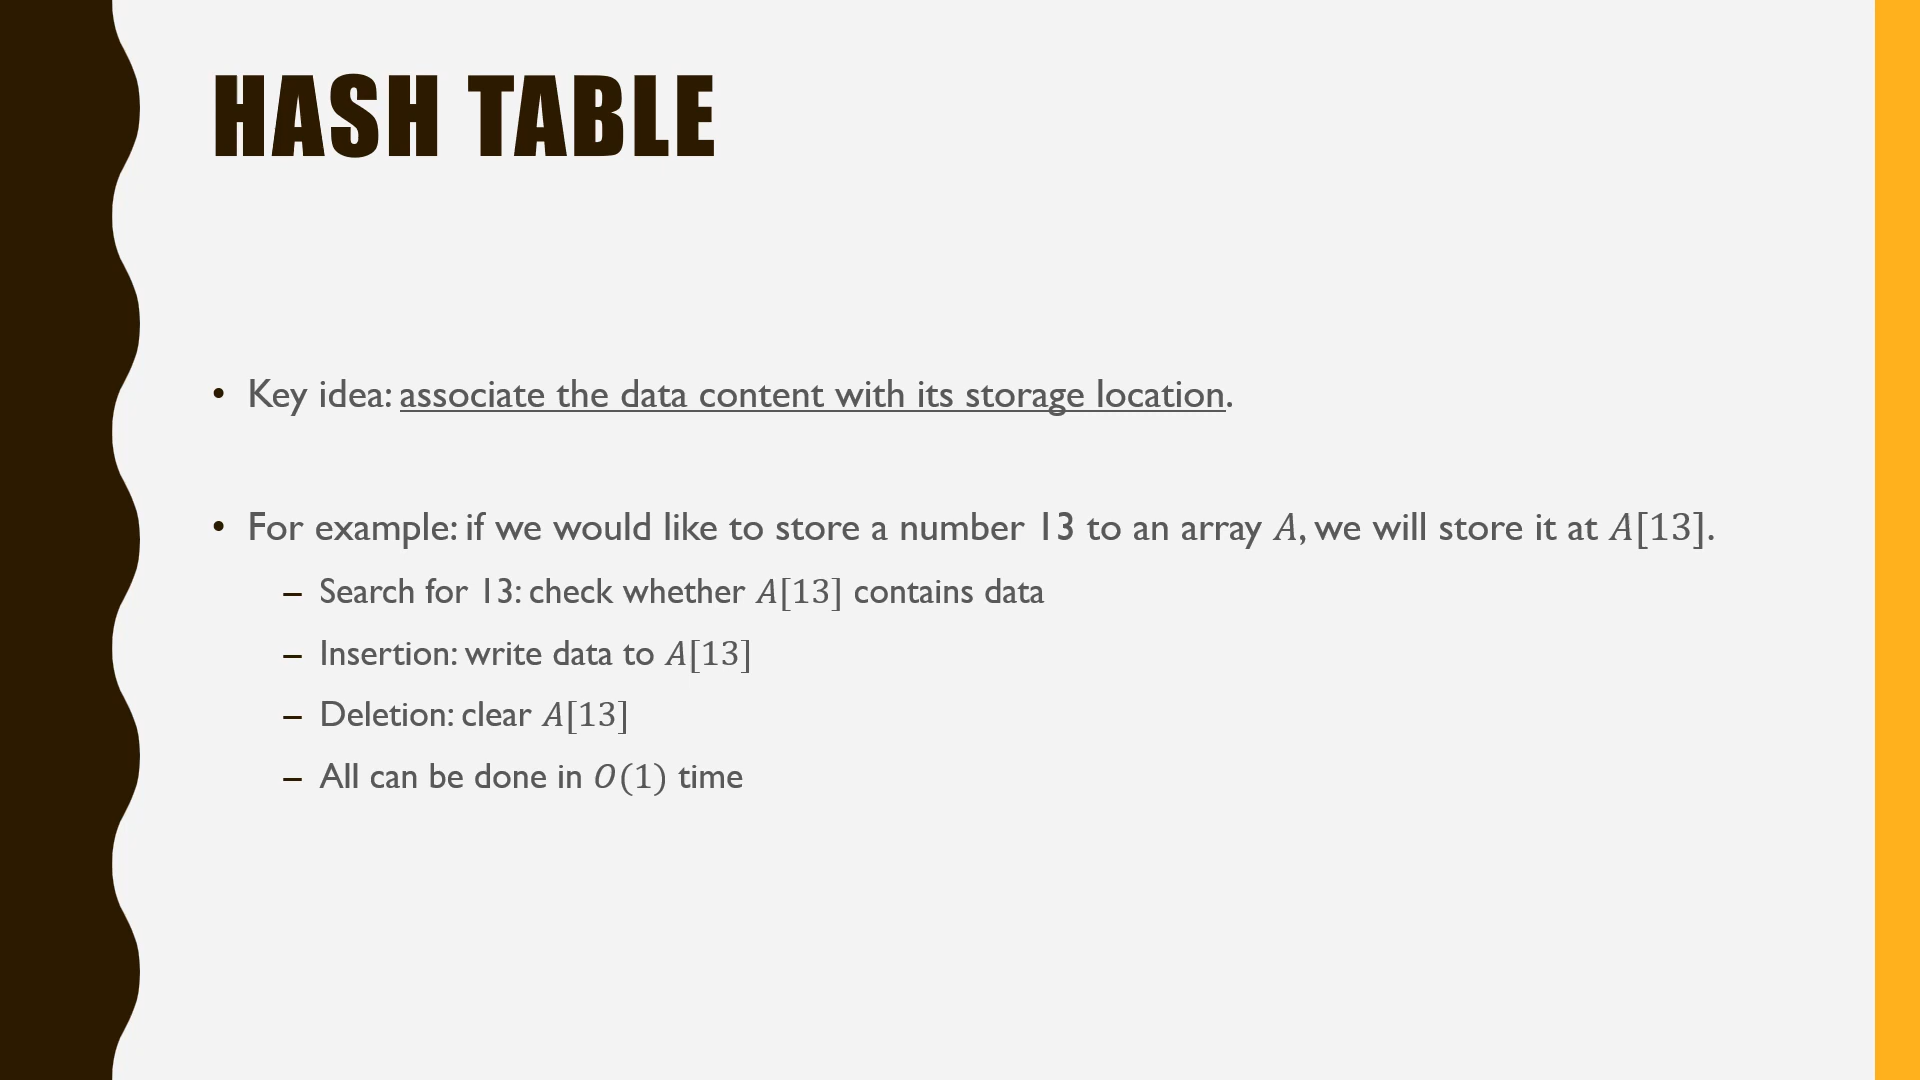 HASH TABLE
• Key idea: associate the data content with its storage location.
• For example: if we would like to store a number 13 to an array A, we will store it at A[13].
– Search for 13: check whether A[13] contains data
– Insertion: write data to A[13]
– Deletion: clear A[13]
– All can be done in O(1) time